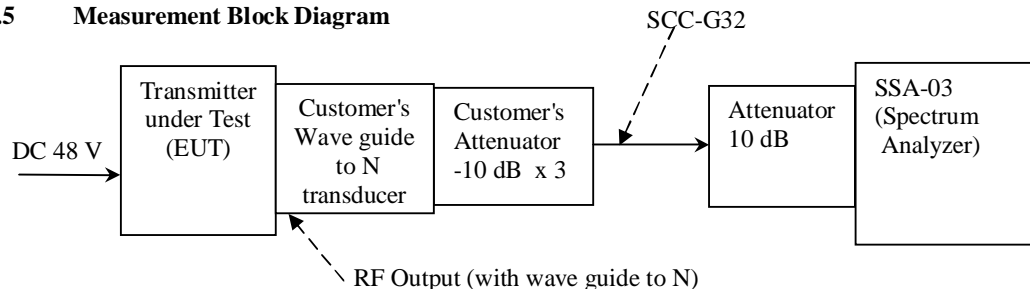 .5 Measurement Block Diagram
SCC-G32
DC 48 V
Transmitter
under Test
(EUT)
Customer's
Wave guide
to N
transducer
Customer's
Attenuator
-10 dB x 3
Attenuator
10 dB
SSA-03
(Spectrum
Analyzer)
RF Output (with wave guide to N)